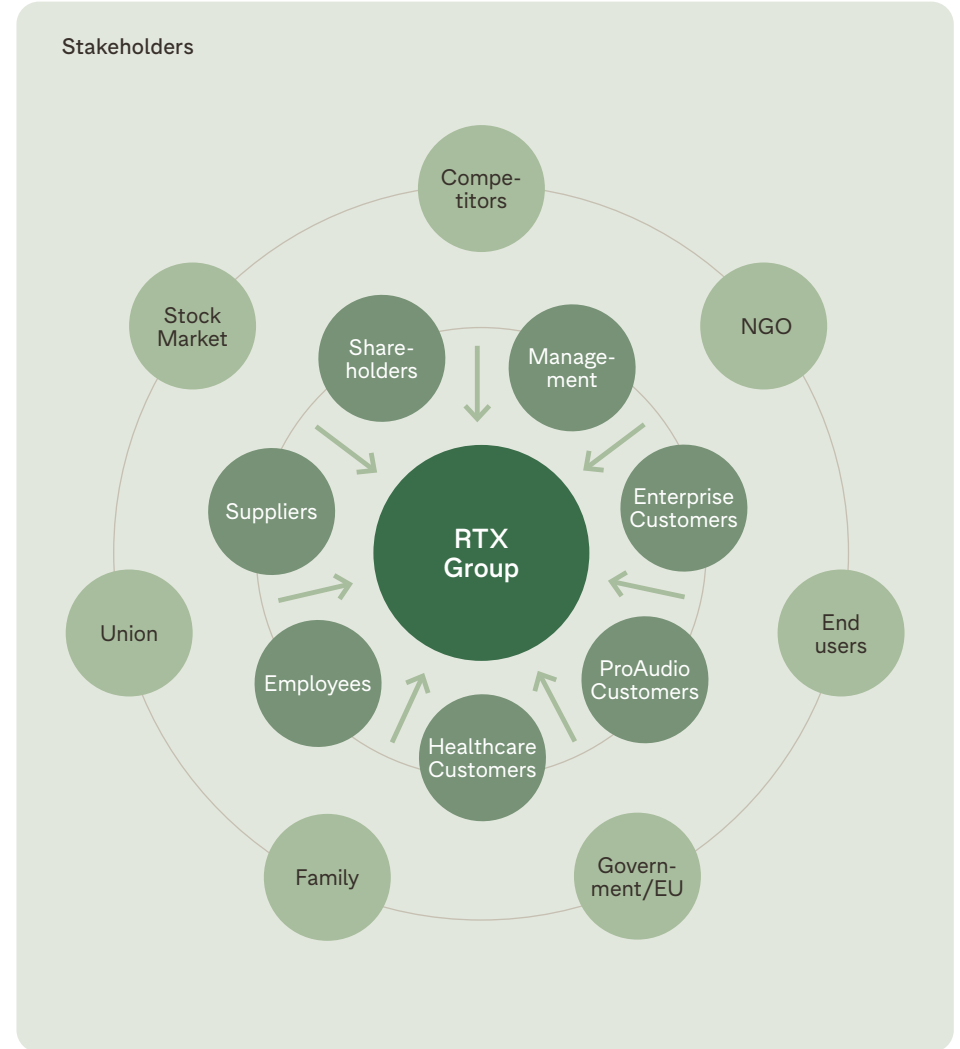 Stakeholders
Compe-
titors
Stock
Market
NGO
Share-
holders
Manage-
ment
Suppliers
Enterprise
Customers
RTX
Group
Union
End
users
Employees
ProAudio
Customers
Healthcare
Customers
Family
Govern-
ment/EU